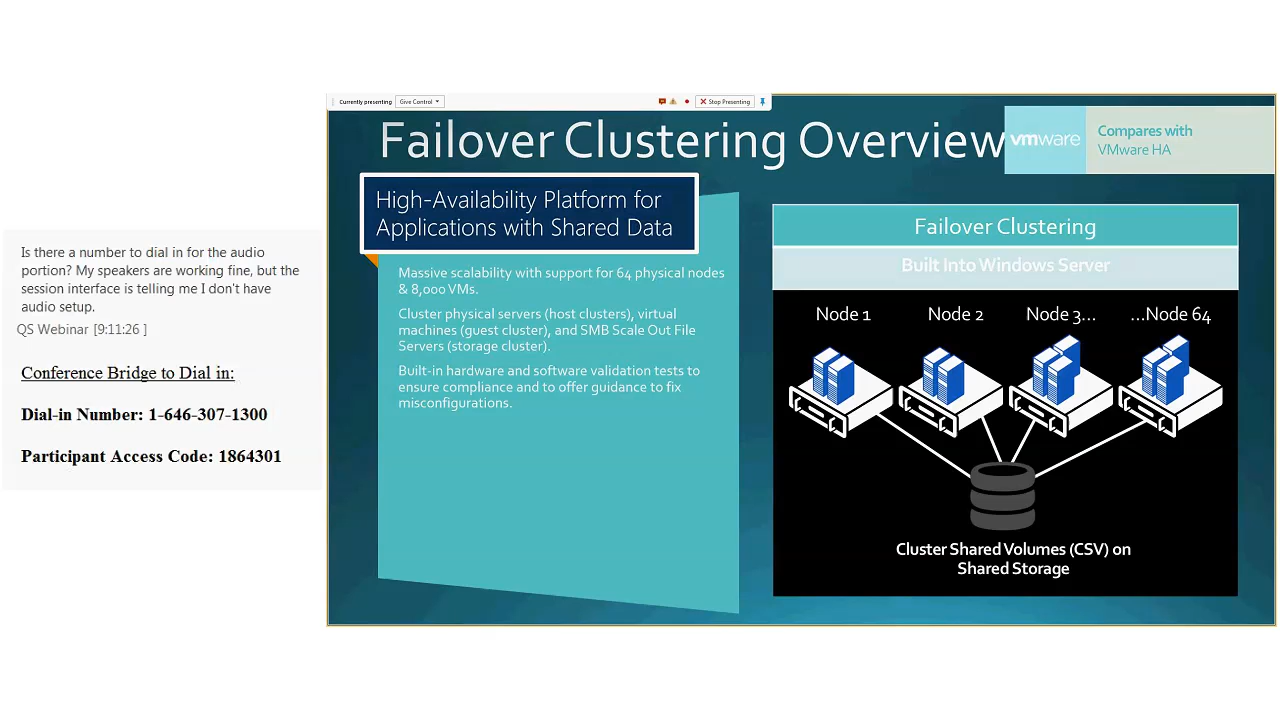 Is there a number to dial in for the audio
portion? My speakers are working fine, but the
session interface is telling me I don't have
audio setup.
QS Webinar [9:11:26 ]
Conference Bridge to Dial in:
Dial-in Number: 1-646-307-1300
Participant Access Code: 1864301
Currently presenting
Give Control
Stop Presenting
Failover Clustering Overview
vmware
Compares with
VMware HA
High-Availability Platform for
Applications with Shared Data
Massive scalability with support for 64 physical nodes
& 8,000 VMs.
Cluster physical servers (host clusters), virtual
machines (guest cluster), and SMB Scale Out File
Servers (storage cluster).
Built-in hardware and software validation tests to
ensure compliance and to offer guidance to fix
misconfigurations.
Failover Clustering
Built Into Windows Server
Node 1
Node 2
Node 3...
...Node 64
Cluster Shared Volumes (CSV) on
Shared Storage